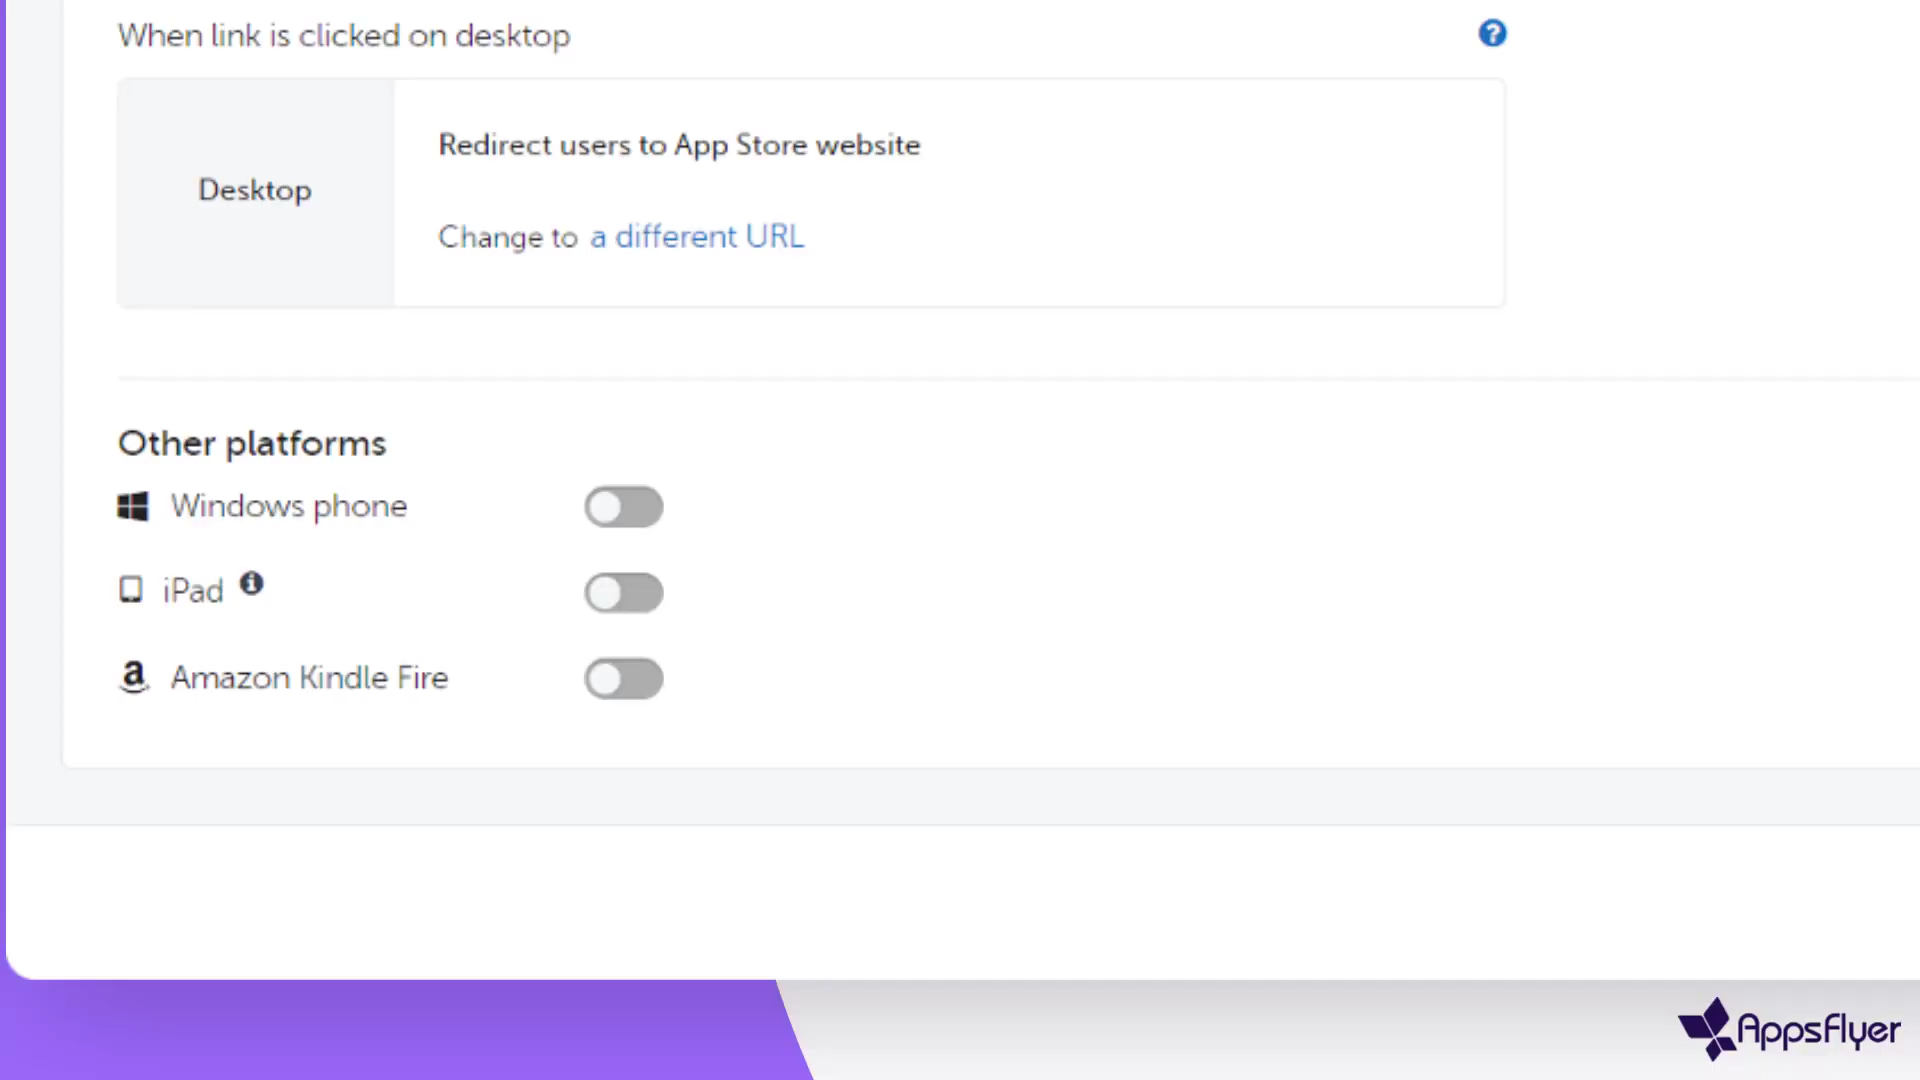 When link is clicked on desktop
Desktop
Redirect users to App Store website
Change to a different URL
Other platforms
Windows phone
iPad
Amazon Kindle Fire
AppsFlyer